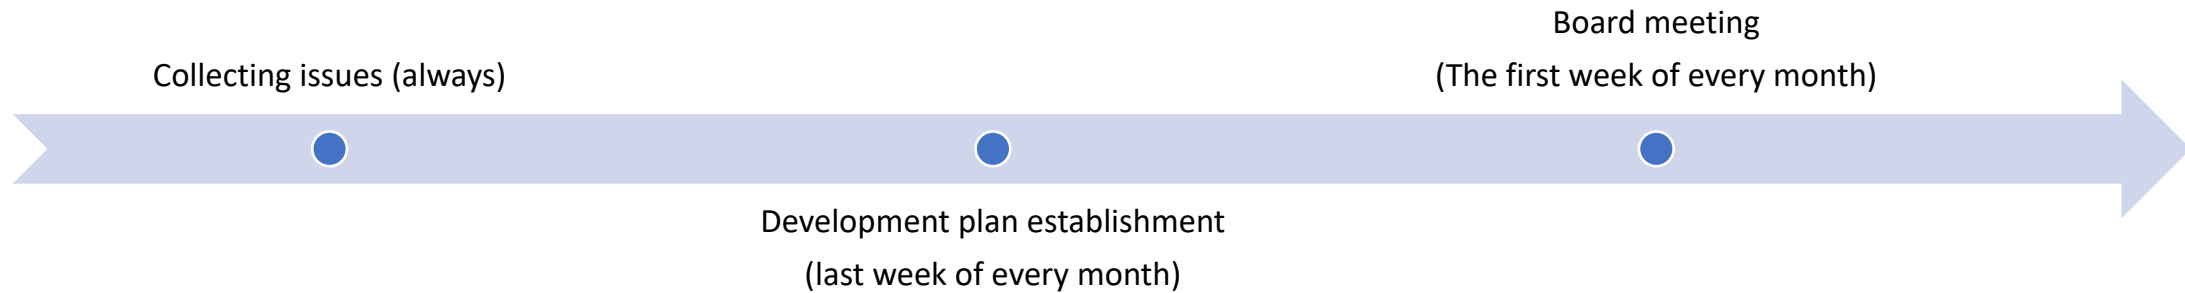 Collecting issues (always)
Development plan establishment
(last week of every month)
Board meeting
(The first week of every month)